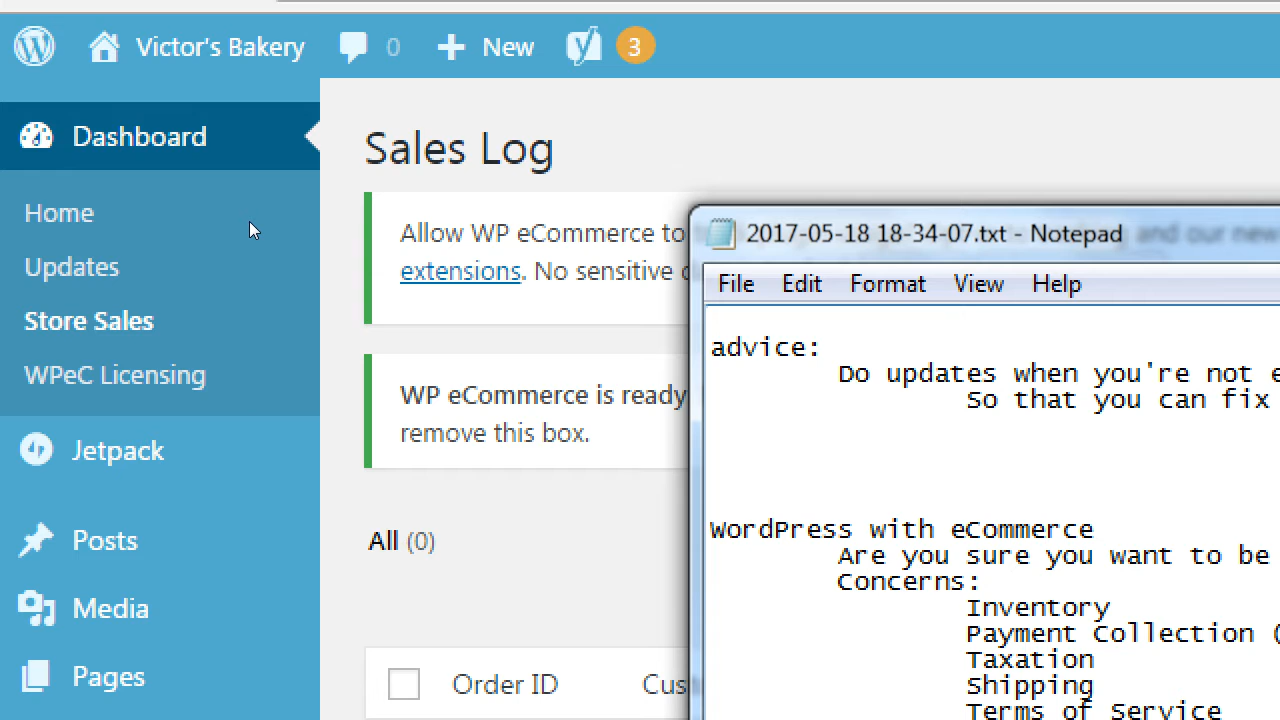 Victor's Bakery 0 New 3
Dashboard
Home
Updates
Store Sales
WPeC Licensing
Jetpack
Posts
Media
Pages
Sales Log
Allow WP eCommerce to
extensions. No sensitive
WP eCommerce is ready
remove this box.
All (0)
Order ID
2017-05-18 18-34-07.txt - Notepad and our new
File Edit Format View Help
advice:
Do updates when you're not
So that you can fix
WordPress with eCommerce
Are you sure you want to be
Concerns:
Inventory
Payment Collection (
Taxation
Shipping
Terms of Service